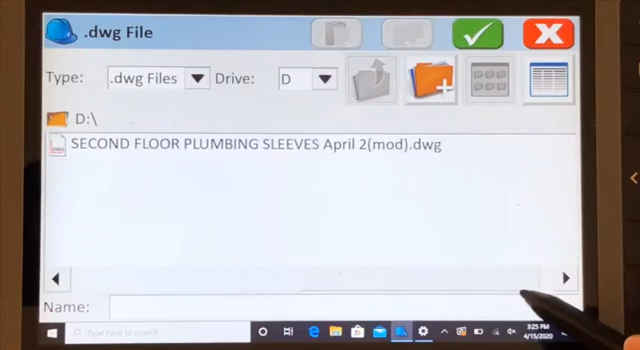 .dwg File
Type: .dwg Files Drive: D
D:\
SECOND FLOOR PLUMBING SLEEVES April 2(mod).dwg
Name:
Type here to search
3:25 PM
4/15/2020